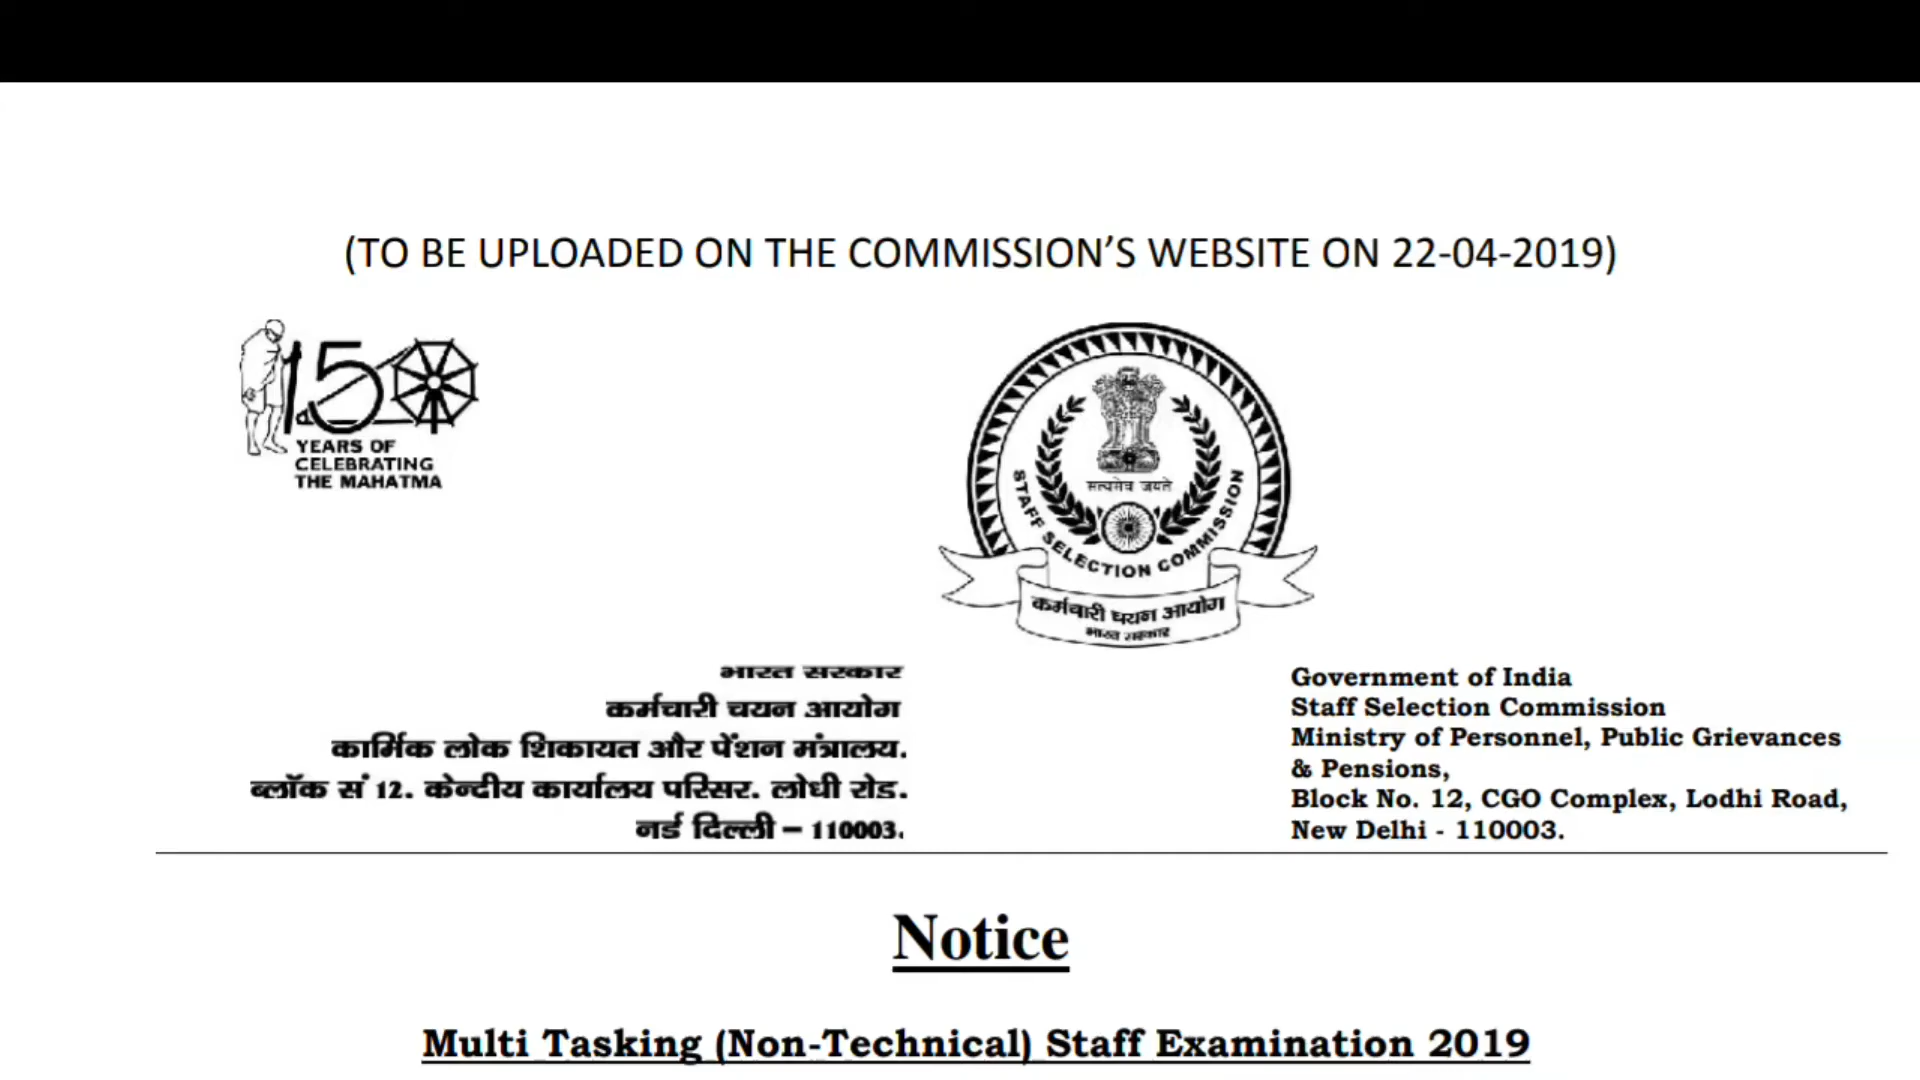 (TO BE UPLOADED ON THE COMMISSION’S WEBSITE ON 22-04-2019)
150
YEARS OF
CELEBRATING
THE MAHATMA
सत्यमेव जयते
STAFF SELECTION COMMISSION
कर्मचारी चयन आयोग
भारत सरकार
भारत सरकार
कर्मचारी चयन आयोग
कार्मिक लोक शिकायत और पेंशन मंत्रालय.
ब्लॉक सं 12. केन्दीय कार्यालय परिसर. लोधी रोड.
नई दिल्ली – 110003.
Government of India
Staff Selection Commission
Ministry of Personnel, Public Grievances
& Pensions,
Block No. 12, CGO Complex, Lodhi Road,
New Delhi - 110003.
Notice
Multi Tasking (Non-Technical) Staff Examination 2019